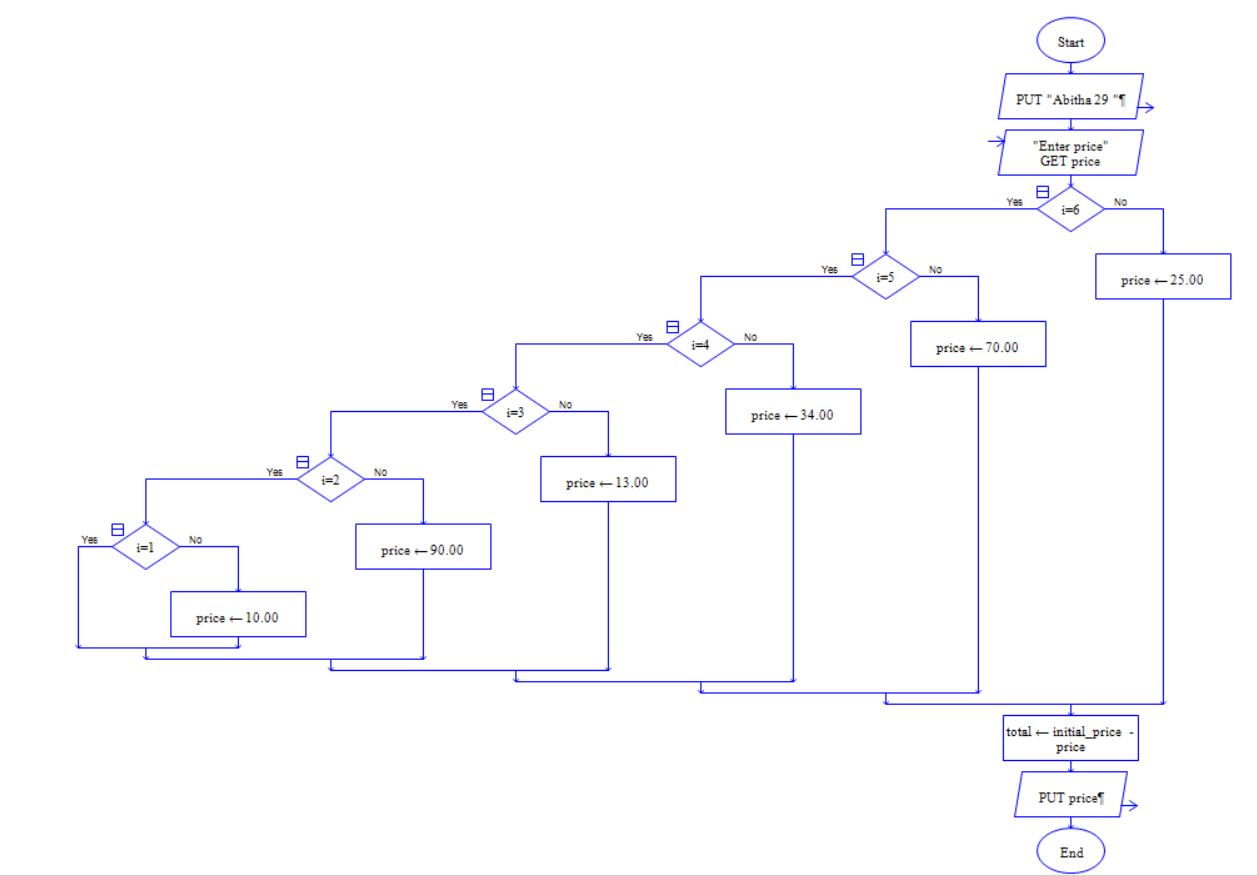 Start
PUT "Abitha 29 "¶
"Enter price"
GET price
Yes
i=6
No
price ← 25.00
Yes
i=5
No
price ← 70.00
Yes
i=4
No
price ← 34.00
Yes
i=3
No
price ← 13.00
Yes
i=2
No
price ← 90.00
Yes
i=1
No
price ← 10.00
total ← initial_price -
price
PUT price¶
End